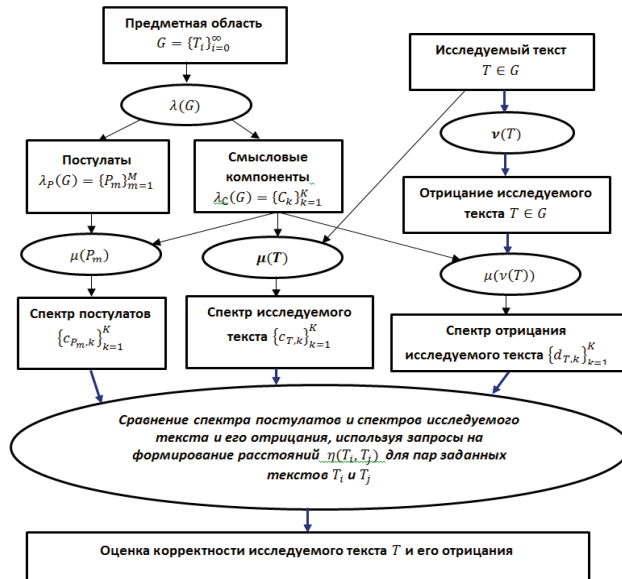 Предметная область
G = {T_i}_{i=0}^∞
Исследуемый текст
T ∈ G
λ(G)
ν(T)
Постулаты
λ_P(G) = {P_m}_{m=1}^M
Смысловые
компоненты
λ_C(G) = {C_k}_{k=1}^K
Отрицание исследуемого
текста T ∈ G
μ(P_m)
μ(T)
μ(ν(T))
Спектр постулатов
{c_{P_m,k}}_{k=1}^K
Спектр исследуемого
текста {c_{T,k}}_{k=1}^K
Спектр отрицания
исследуемого текста {d_{T,k}}_{k=1}^K
Сравнение спектра постулатов и спектров исследуемого
текста и его отрицания, используя запросы на
формирование расстояний η(T_i, T_j) для пар заданных
текстов T_i и T_j
Оценка корректности исследуемого текста T и его отрицания